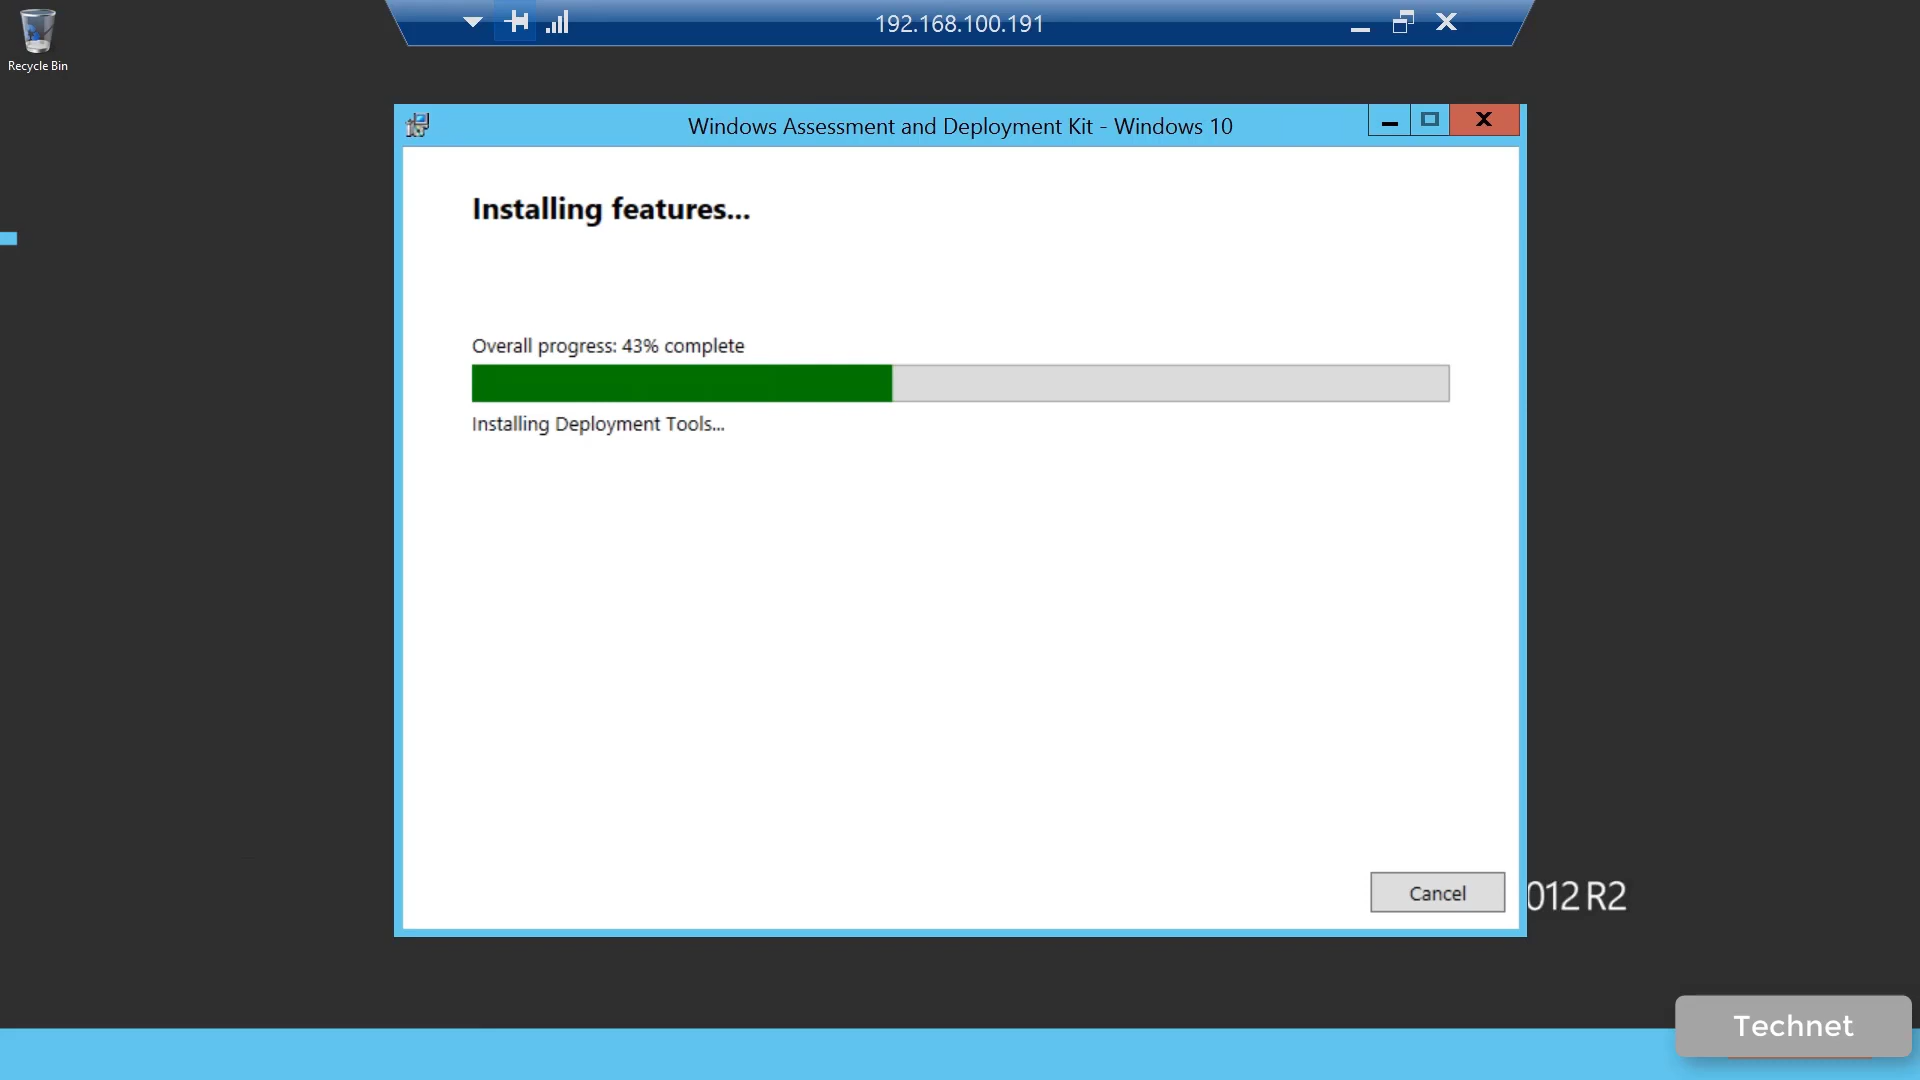 192.168.100.191
Recycle Bin
Windows Assessment and Deployment Kit - Windows 10
Installing features...
Overall progress: 43% complete
Installing Deployment Tools...
Cancel
012 R2
Technet